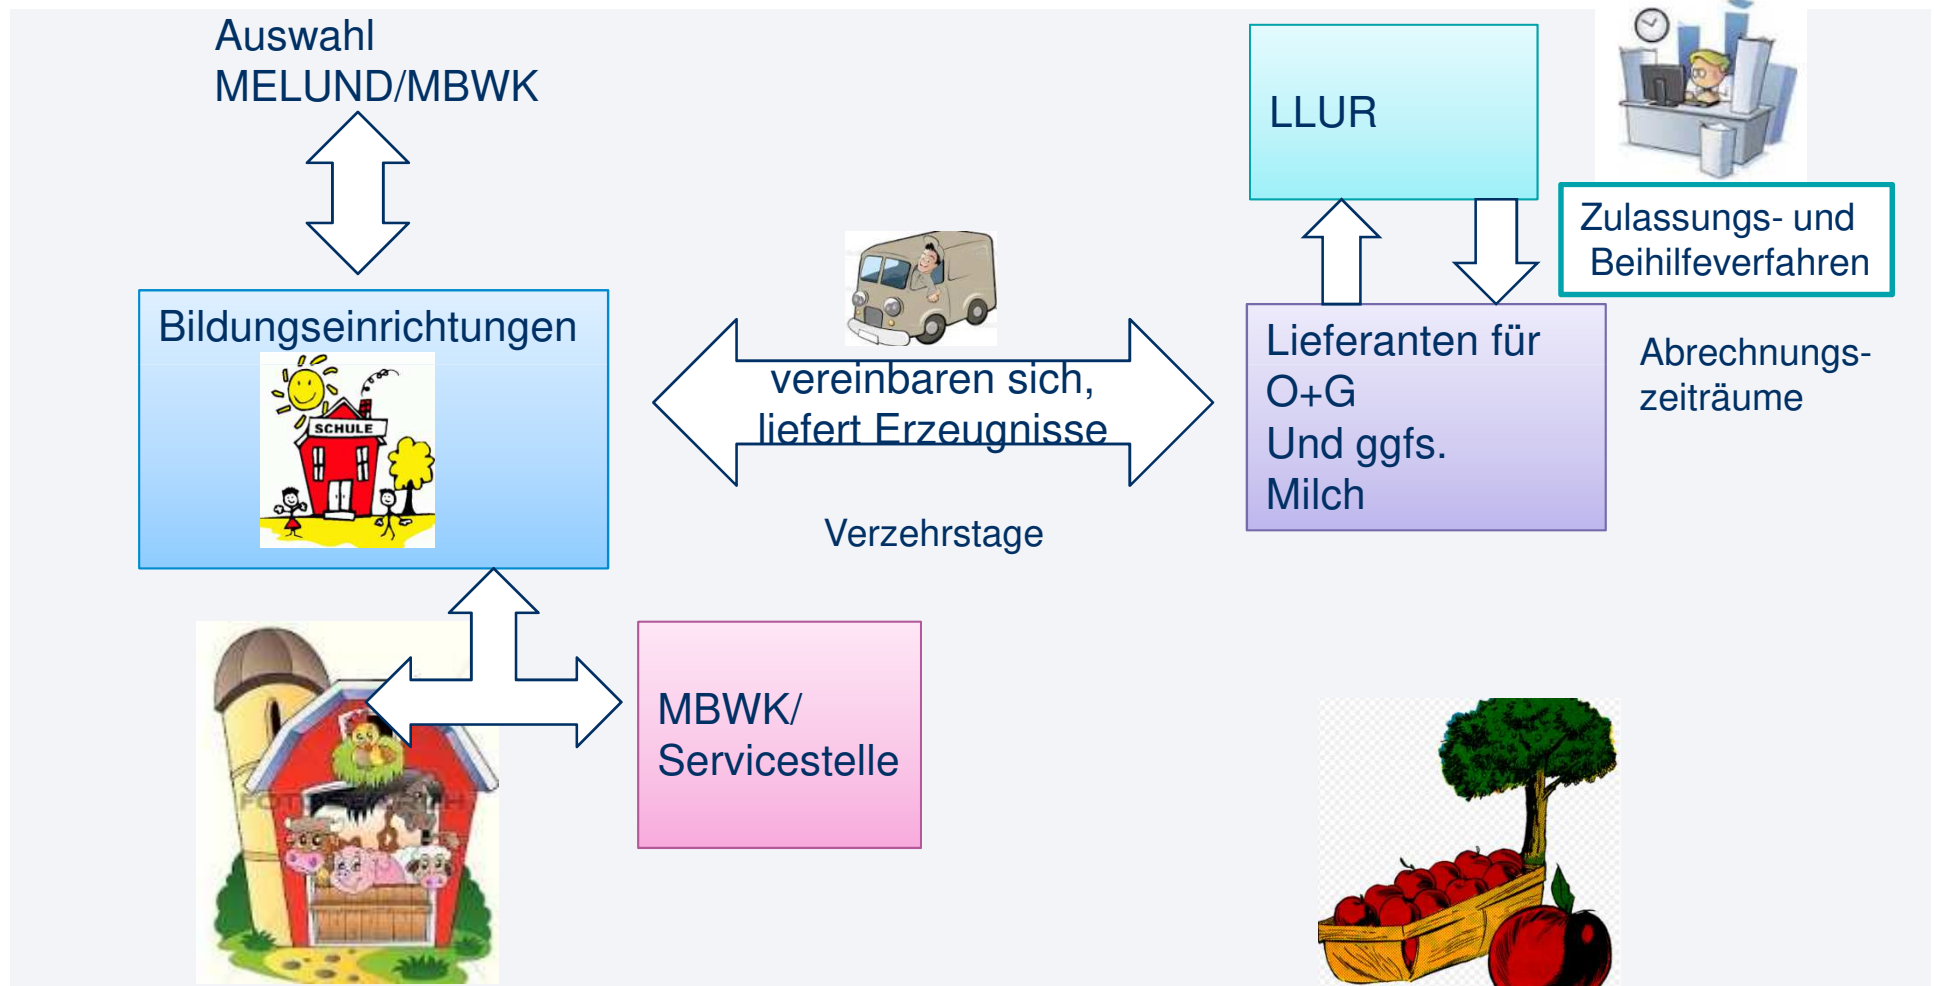 Auswahl
MELUND/MBWK
LLUR
Zulassungs- und
Beihilfeverfahren
Bildungseinrichtungen
SCHULE
vereinbaren sich,
liefert Erzeugnisse
Lieferanten für
O+G
Und ggfs.
Milch
Abrechnungs-
zeiträume
Verzehrstage
MBWK/
Servicestelle